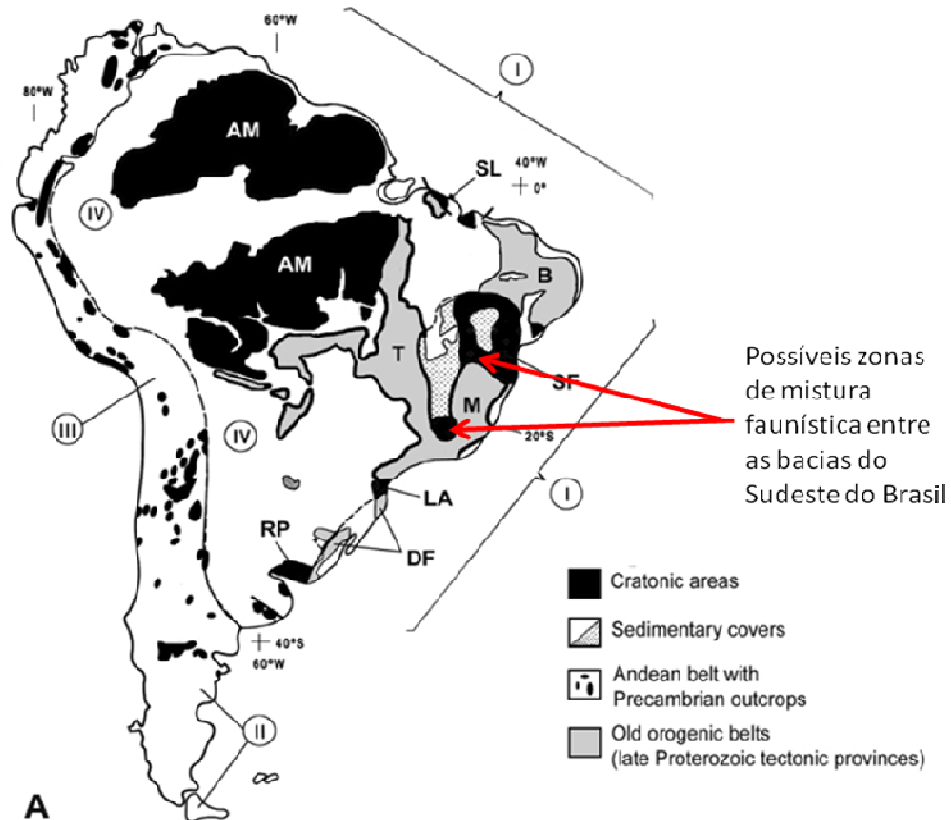 60°W
I
80°W
AM
SL
40°W
0°
IV
AM
B
T
SF
M
20°S
III
IV
LA
I
RP
DF
40°S
60°W
II
A
Possíveis zonas
de mistura
faunística entre
as bacias do
Sudeste do Brasil
Cratonic areas
Sedimentary covers
Andean belt with
Precambrian outcrops
Old orogenic belts
(late Proterozoic tectonic provinces)